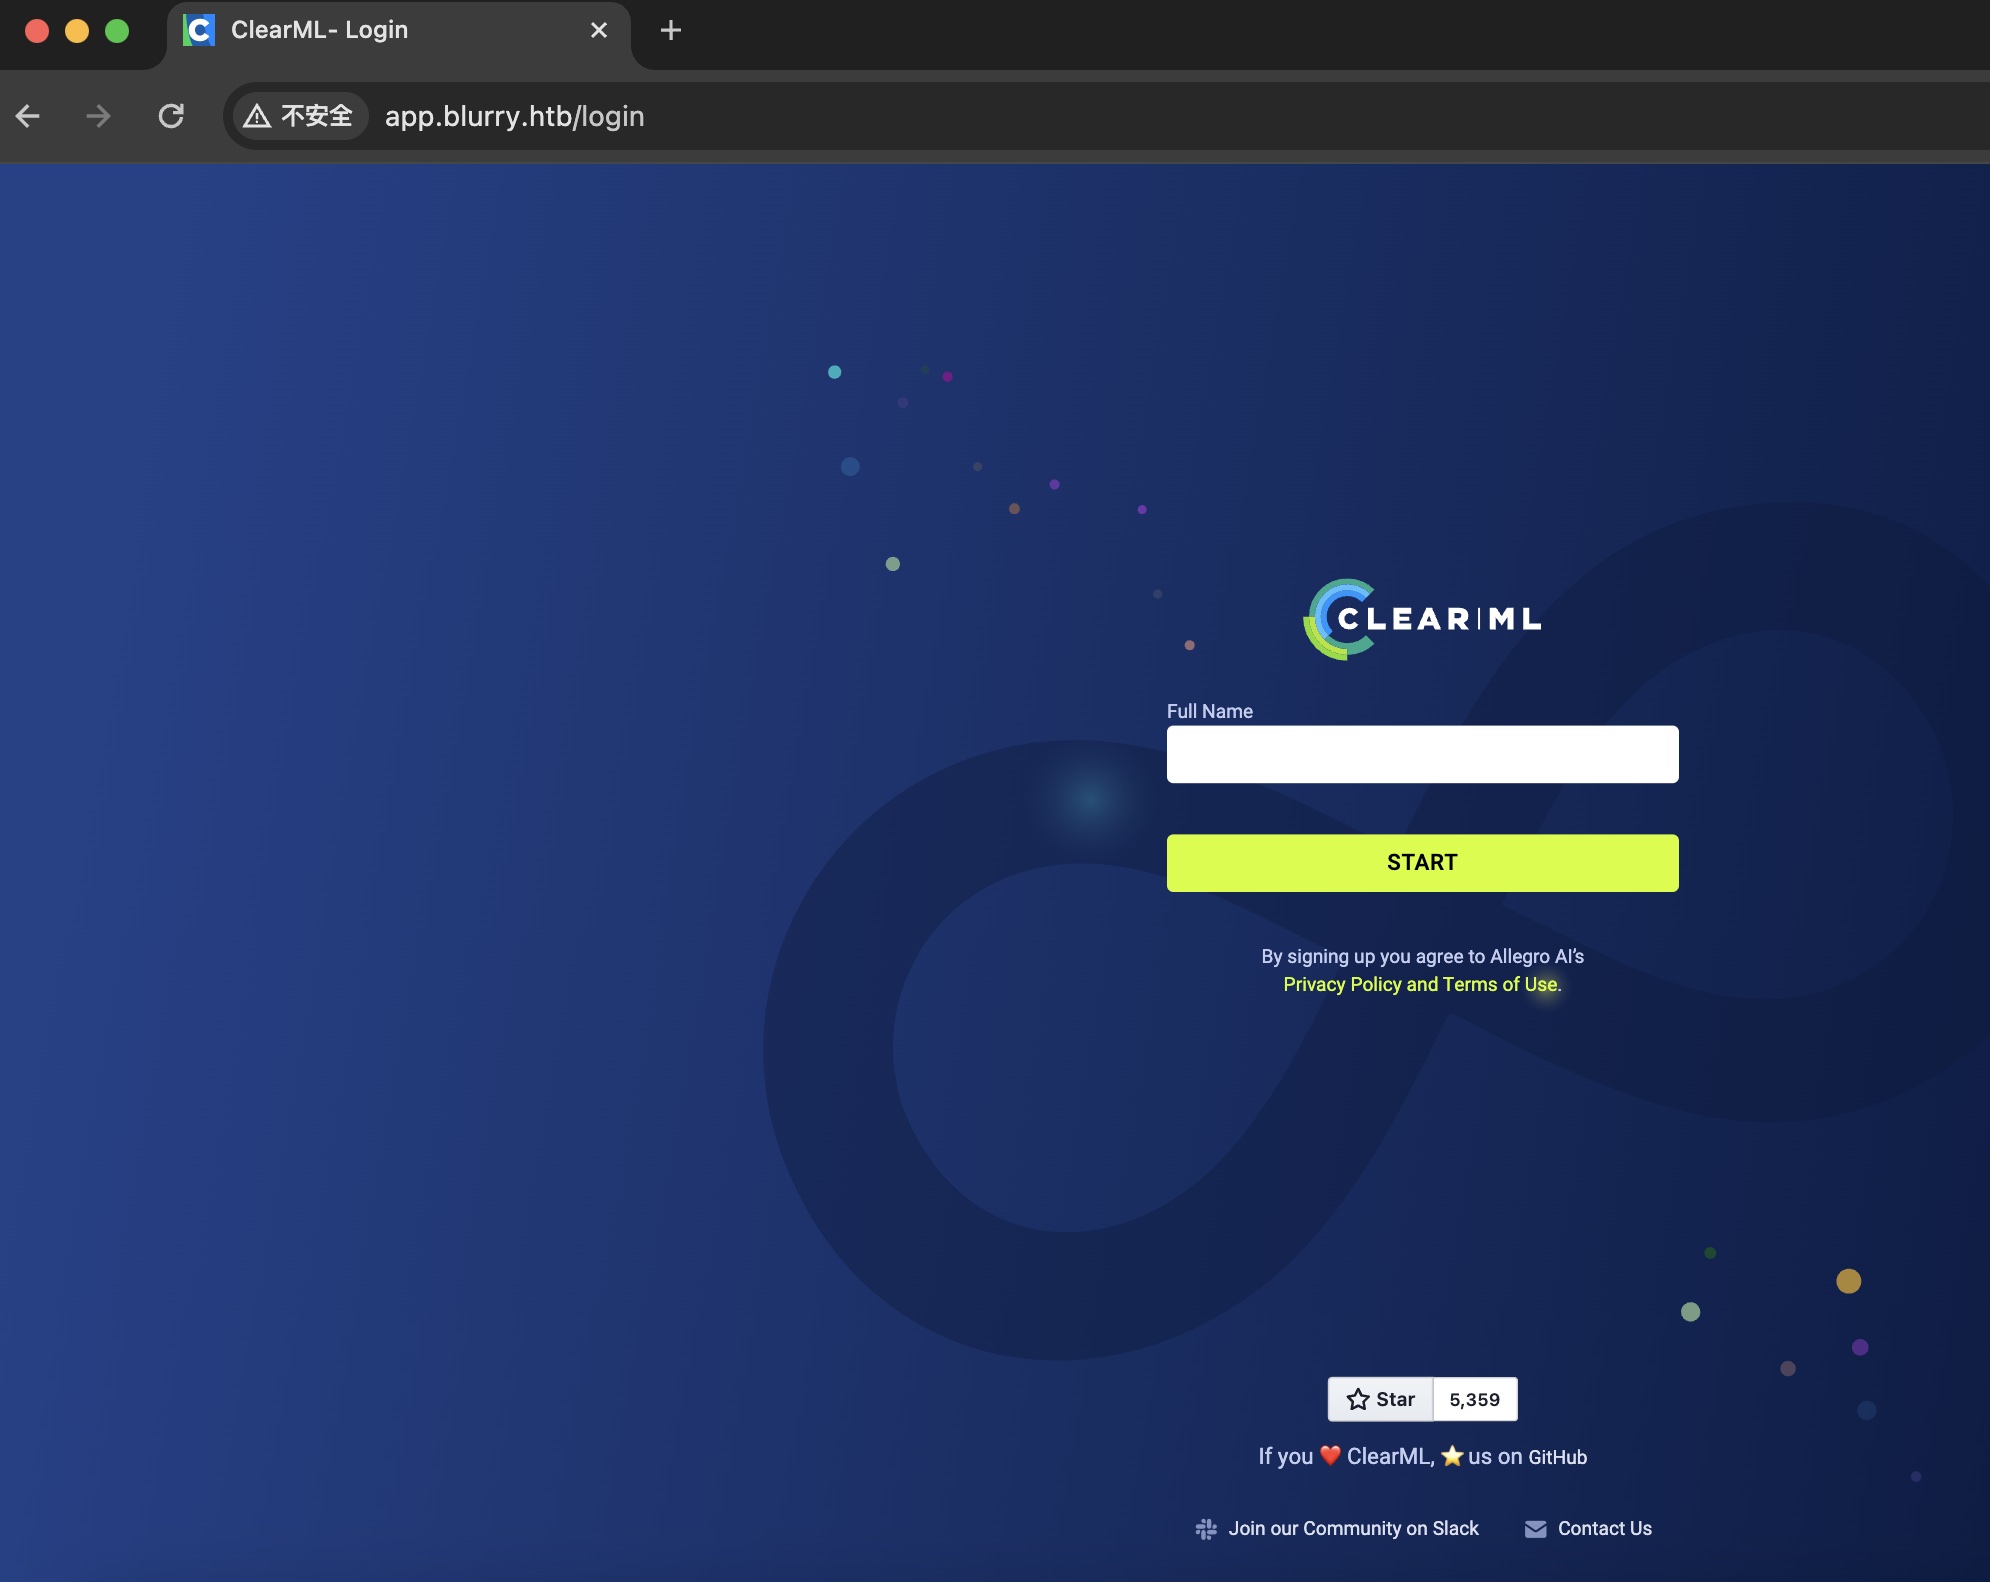 ClearML- Login
不安全 app.blurry.htb/login
CLEAR|ML
Full Name
START
By signing up you agree to Allegro AI’s
Privacy Policy and Terms of Use.
Star 5,359
If you ❤️ ClearML, ⭐ us on GitHub
Join our Community on Slack Contact Us